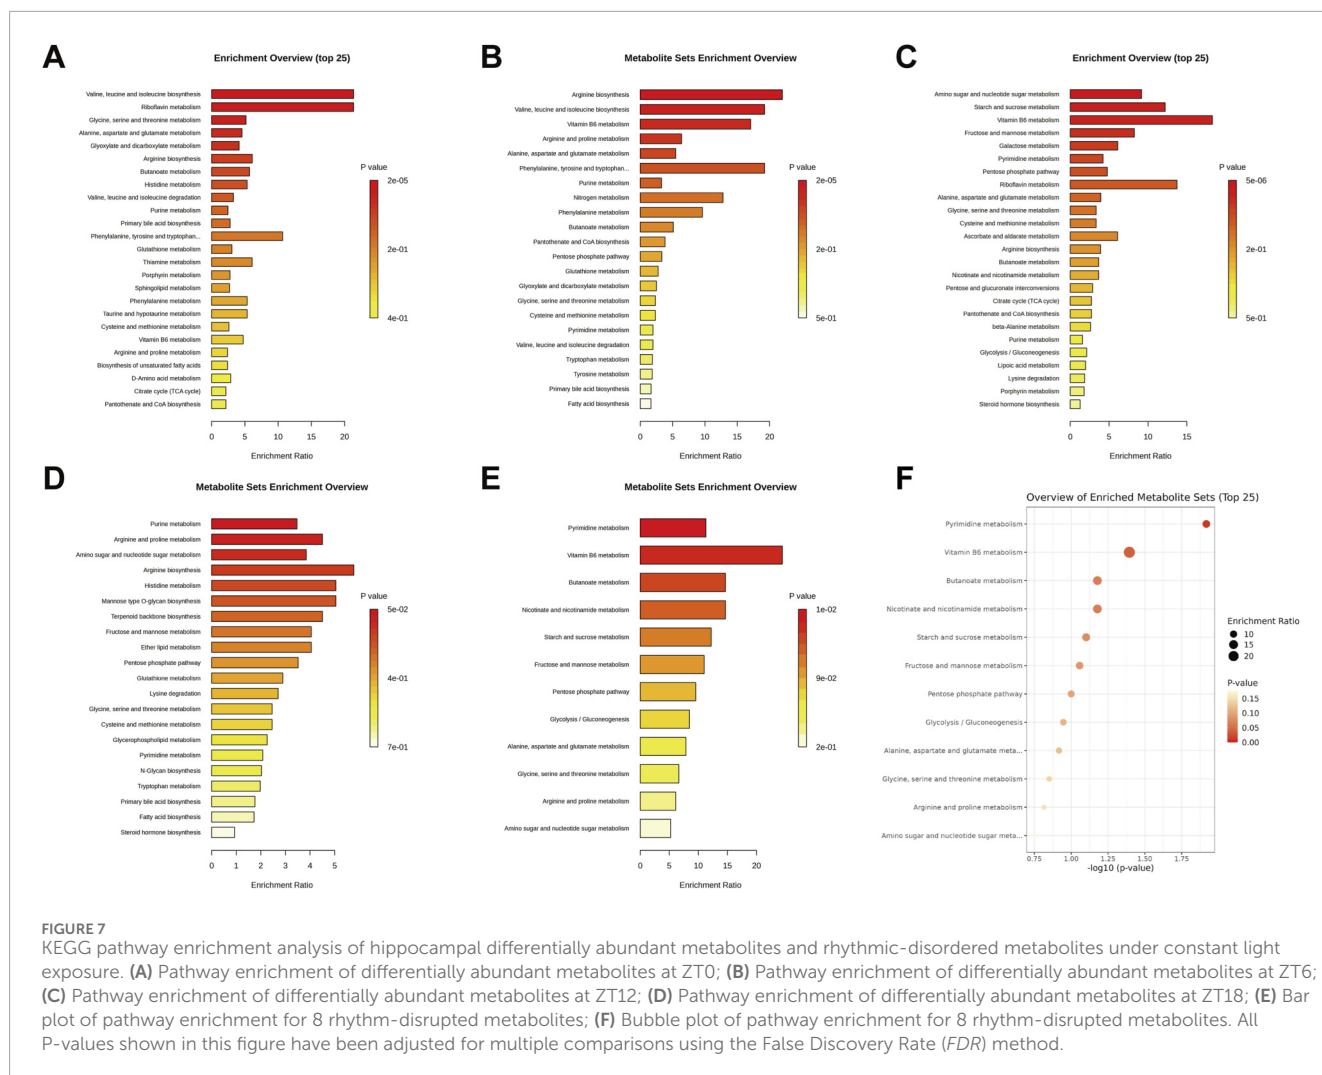 A
Enrichment Overview (top 25)
Valine, leucine and isoleucine biosynthesis
Riboflavin metabolism
Glycine, serine and threonine metabolism
Alanine, aspartate and glutamate metabolism
Glyoxylate and dicarboxylate metabolism
Arginine biosynthesis
Butanoate metabolism
Histidine metabolism
Valine, leucine and isoleucine degradation
Purine metabolism
Primary bile acid biosynthesis
Phenylalanine, tyrosine and tryptophan...
Glutathione metabolism
Thiamine metabolism
Porphyrin metabolism
Sphingolipid metabolism
Phenylalanine metabolism
Taurine and hypotaurine metabolism
Cysteine and methionine metabolism
Vitamin B6 metabolism
Arginine and proline metabolism
Biosynthesis of unsaturated fatty acids
D-Amino acid metabolism
Citrate cycle (TCA cycle)
Pantothenate and CoA biosynthesis
0 5 10 15 20
Enrichment Ratio
P value
2e-05
2e-01
4e-01
B
Metabolite Sets Enrichment Overview
Arginine biosynthesis
Valine, leucine and isoleucine biosynthesis
Vitamin B6 metabolism
Arginine and proline metabolism
Alanine, aspartate and glutamate metabolism
Phenylalanine, tyrosine and tryptophan...
Purine metabolism
Nitrogen metabolism
Phenylalanine metabolism
Butanoate metabolism
Pantothenate and CoA biosynthesis
Pentose phosphate pathway
Glutathione metabolism
Glyoxylate and dicarboxylate metabolism
Glycine, serine and threonine metabolism
Cysteine and methionine metabolism
Pyrimidine metabolism
Valine, leucine and isoleucine degradation
Tryptophan metabolism
Tyrosine metabolism
Primary bile acid biosynthesis
Fatty acid biosynthesis
0 5 10 15 20
Enrichment Ratio
P value
2e-05
2e-01
5e-01
C
Enrichment Overview (top 25)
Amino sugar and nucleotide sugar metabolism
Starch and sucrose metabolism
Vitamin B6 metabolism
Fructose and mannose metabolism
Galactose metabolism
Pyrimidine metabolism
Pentose phosphate pathway
Riboflavin metabolism
Alanine, aspartate and glutamate metabolism
Glycine, serine and threonine metabolism
Cysteine and methionine metabolism
Ascorbate and aldarate metabolism
Arginine biosynthesis
Butanoate metabolism
Nicotinate and nicotinamide metabolism
Pentose and glucuronate interconversions
Citrate cycle (TCA cycle)
Pantothenate and CoA biosynthesis
beta-Alanine metabolism
Purine metabolism
Glycolysis / Gluconeogenesis
Lipoic acid metabolism
Lysine degradation
Porphyrin metabolism
Steroid hormone biosynthesis
0 5 10 15
Enrichment Ratio
P value
5e-06
2e-01
5e-01
D
Metabolite Sets Enrichment Overview
Purine metabolism
Arginine and proline metabolism
Amino sugar and nucleotide sugar metabolism
Arginine biosynthesis
Histidine metabolism
Mannose type O-glycan biosynthesis
Terpenoid backbone biosynthesis
Fructose and mannose metabolism
Ether lipid metabolism
Pentose phosphate pathway
Glutathione metabolism
Lysine degradation
Glycine, serine and threonine metabolism
Cysteine and methionine metabolism
Glycerophospholipid metabolism
Pyrimidine metabolism
N-Glycan biosynthesis
Tryptophan metabolism
Primary bile acid biosynthesis
Fatty acid biosynthesis
Steroid hormone biosynthesis
0 1 2 3 4 5
Enrichment Ratio
P value
5e-02
4e-01
7e-01
E
Metabolite Sets Enrichment Overview
Pyrimidine metabolism
Vitamin B6 metabolism
Butanoate metabolism
Nicotinate and nicotinamide metabolism
Starch and sucrose metabolism
Fructose and mannose metabolism
Pentose phosphate pathway
Glycolysis / Gluconeogenesis
Alanine, aspartate and glutamate metabolism
Glycine, serine and threonine metabolism
Arginine and proline metabolism
Amino sugar and nucleotide sugar metabolism
0 5 10 15 20
Enrichment Ratio
P value
1e-02
9e-02
2e-01
F
Overview of Enriched Metabolite Sets (Top 25)
Pyrimidine metabolism
Vitamin B6 metabolism
Butanoate metabolism
Nicotinate and nicotinamide metabolism
Starch and sucrose metabolism
Fructose and mannose metabolism
Pentose phosphate pathway
Glycolysis / Gluconeogenesis
Alanine, aspartate and glutamate meta...
Glycine, serine and threonine metabolism
Arginine and proline metabolism
Amino sugar and nucleotide sugar meta...
0.75 1.00 1.25 1.50 1.75
-log10 (p-value)
Enrichment Ratio
10
15
20
P-value
0.15
0.10
0.05
0.00
FIGURE 7
KEGG pathway enrichment analysis of hippocampal differentially abundant metabolites and rhythmic-disordered metabolites under constant light
exposure. (A) Pathway enrichment of differentially abundant metabolites at ZT0; (B) Pathway enrichment of differentially abundant metabolites at ZT6;
(C) Pathway enrichment of differentially abundant metabolites at ZT12; (D) Pathway enrichment of differentially abundant metabolites at ZT18; (E) Bar
plot of pathway enrichment for 8 rhythm-disrupted metabolites; (F) Bubble plot of pathway enrichment for 8 rhythm-disrupted metabolites. All
P-values shown in this figure have been adjusted for multiple comparisons using the False Discovery Rate (FDR) method.